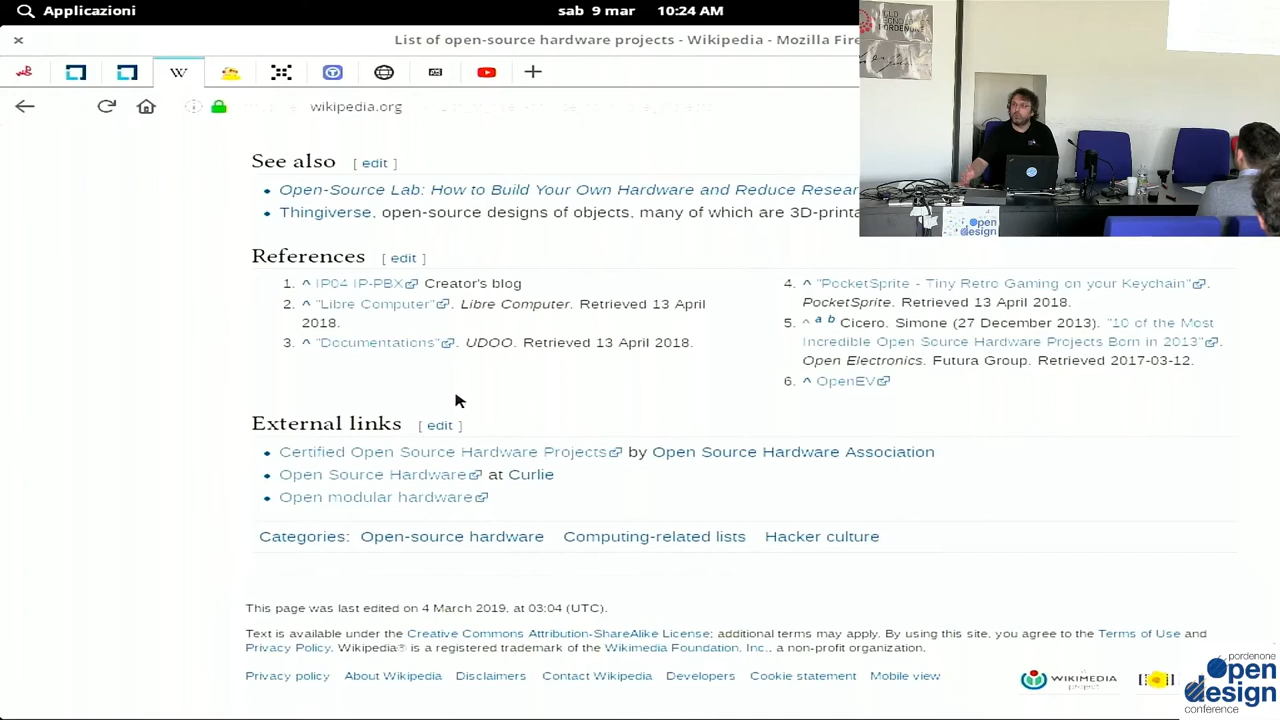 Applicazioni
sab 9 mar 10:24 AM
List of open-source hardware projects - Wikipedia - Mozilla Fire
wikipedia.org
See also [ edit ]
Open-Source Lab: How to Build Your Own Hardware and Reduce Resear
Thingiverse, open-source designs of objects, many of which are 3D-printa
References [ edit ]
1. ^ IP04 IP-PBX Creator's blog
2. ^ "Libre Computer". Libre Computer. Retrieved 13 April
2018.
3. ^ "Documentations". UDOO. Retrieved 13 April 2018.
4. ^ "PocketSprite - Tiny Retro Gaming on your Keychain".
PocketSprite. Retrieved 13 April 2018.
5. ^ a b Cicero. Simone (27 December 2013). "10 of the Most
Incredible Open Source Hardware Projects Born in 2013".
Open Electronics. Futura Group. Retrieved 2017-03-12.
6. ^ OpenEV
External links [ edit ]
Certified Open Source Hardware Projects by Open Source Hardware Association
Open Source Hardware at Curlie
Open modular hardware
Categories: Open-source hardware Computing-related lists Hacker culture
This page was last edited on 4 March 2019, at 03:04 (UTC).
Text is available under the Creative Commons Attribution-ShareAlike License; additional terms may apply. By using this site, you agree to the Terms of Use and
Privacy Policy. Wikipedia® is a registered trademark of the Wikimedia Foundation, Inc., a non-profit organization.
Privacy policy About Wikipedia Disclaimers Contact Wikipedia Developers Cookie statement Mobile view
WIKIMEDIA
project
open
design
pordenone
open
design
conference